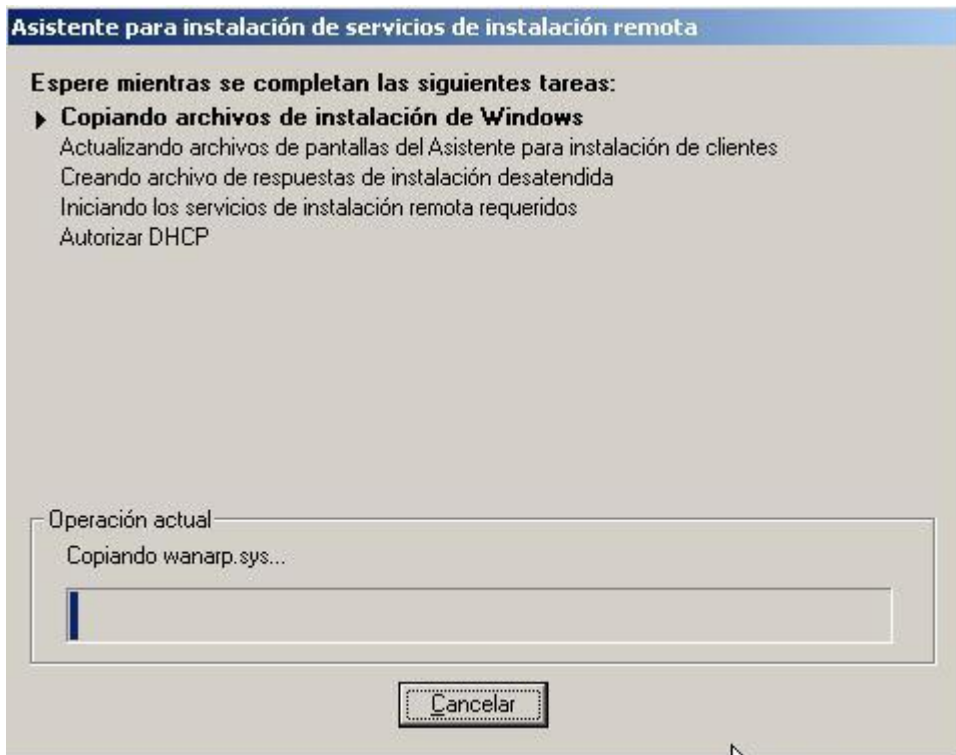 Asistente para instalación de servicios de instalación remota
Espere mientras se completan las siguientes tareas:
Copiando archivos de instalación de Windows
Actualizando archivos de pantallas del Asistente para instalación de clientes
Creando archivo de respuestas de instalación desatendida
Iniciando los servicios de instalación remota requeridos
Autorizar DHCP
Operación actual
Copiando wanarp.sys...
Cancelar